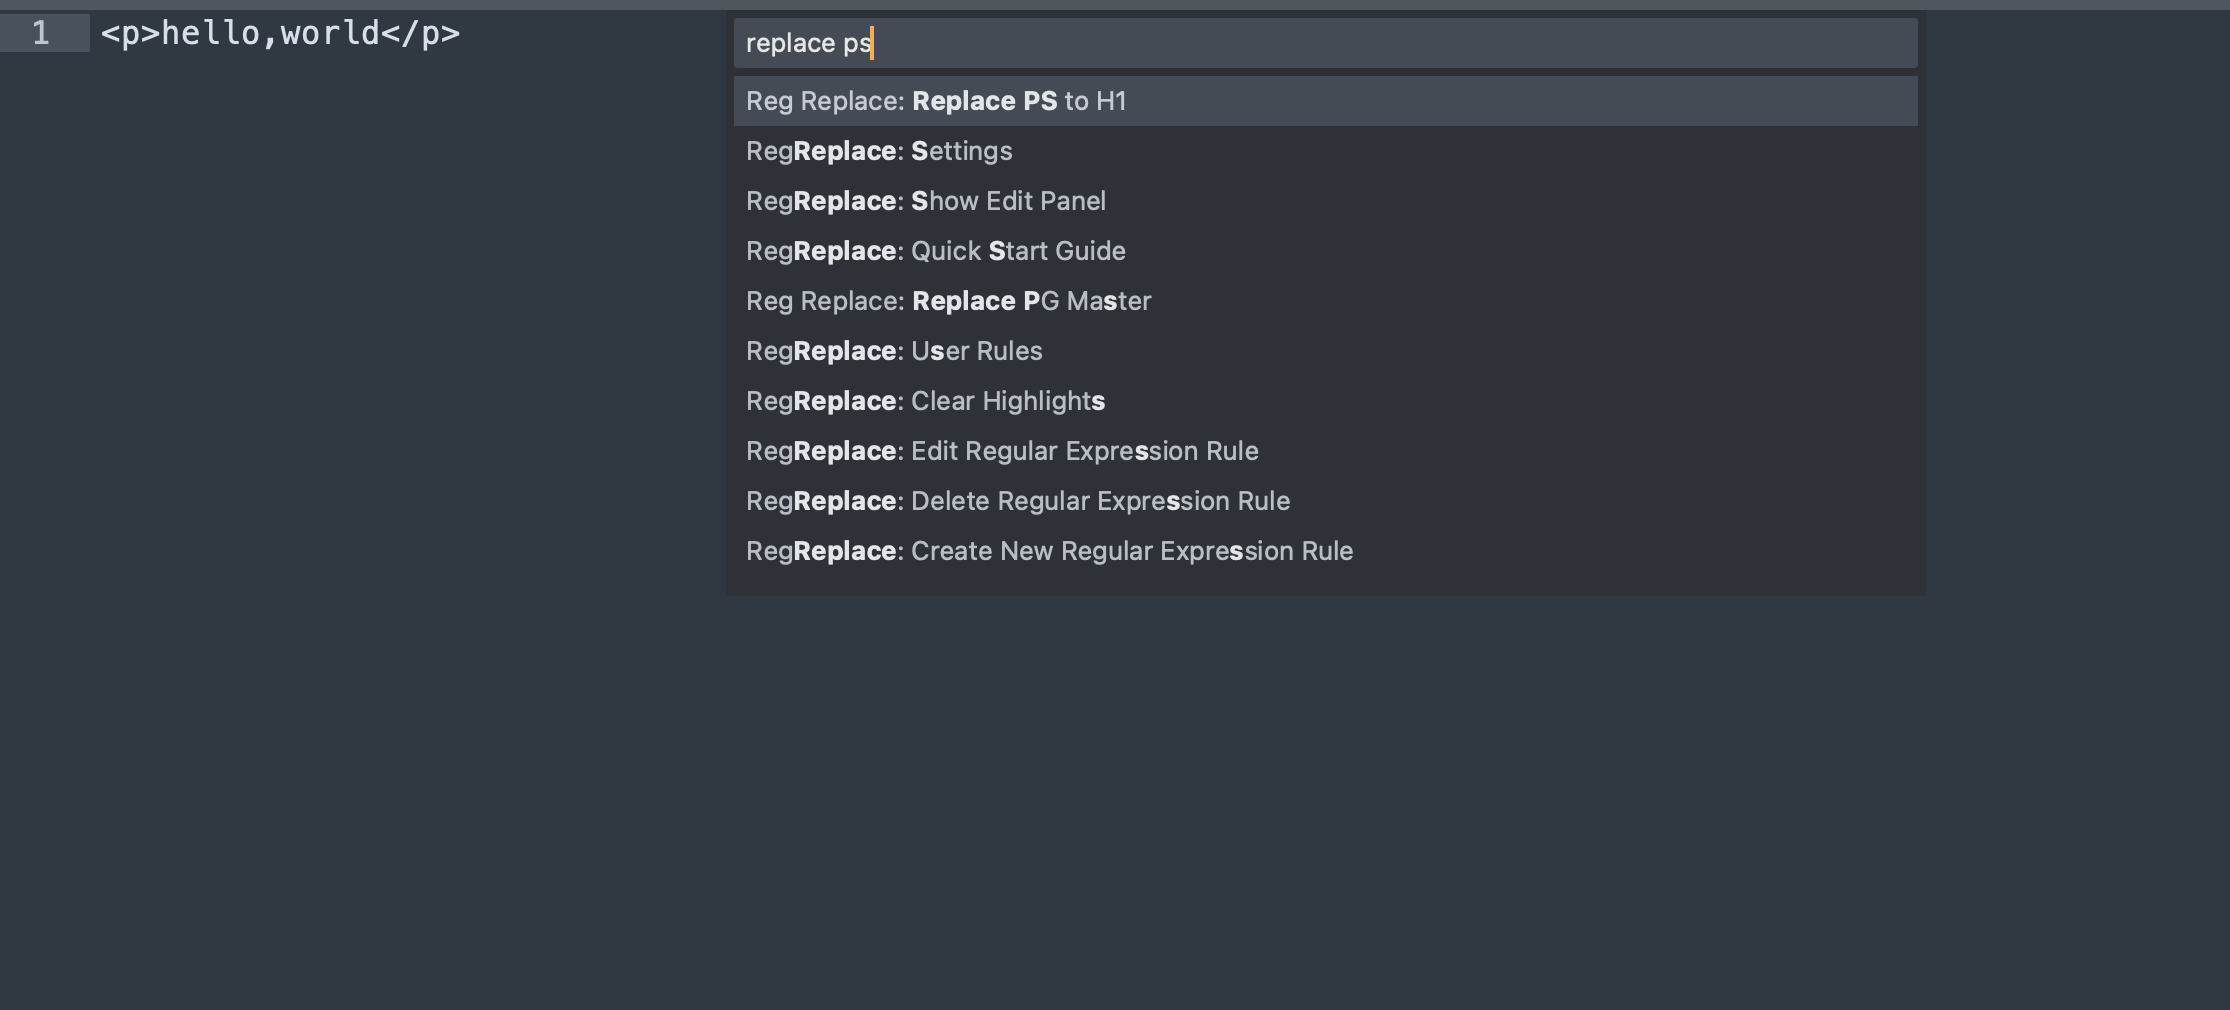 1 <p>hello,world</p>
replace ps
Reg Replace: Replace PS to H1
RegReplace: Settings
RegReplace: Show Edit Panel
RegReplace: Quick Start Guide
Reg Replace: Replace PG Master
RegReplace: User Rules
RegReplace: Clear Highlights
RegReplace: Edit Regular Expression Rule
RegReplace: Delete Regular Expression Rule
RegReplace: Create New Regular Expression Rule